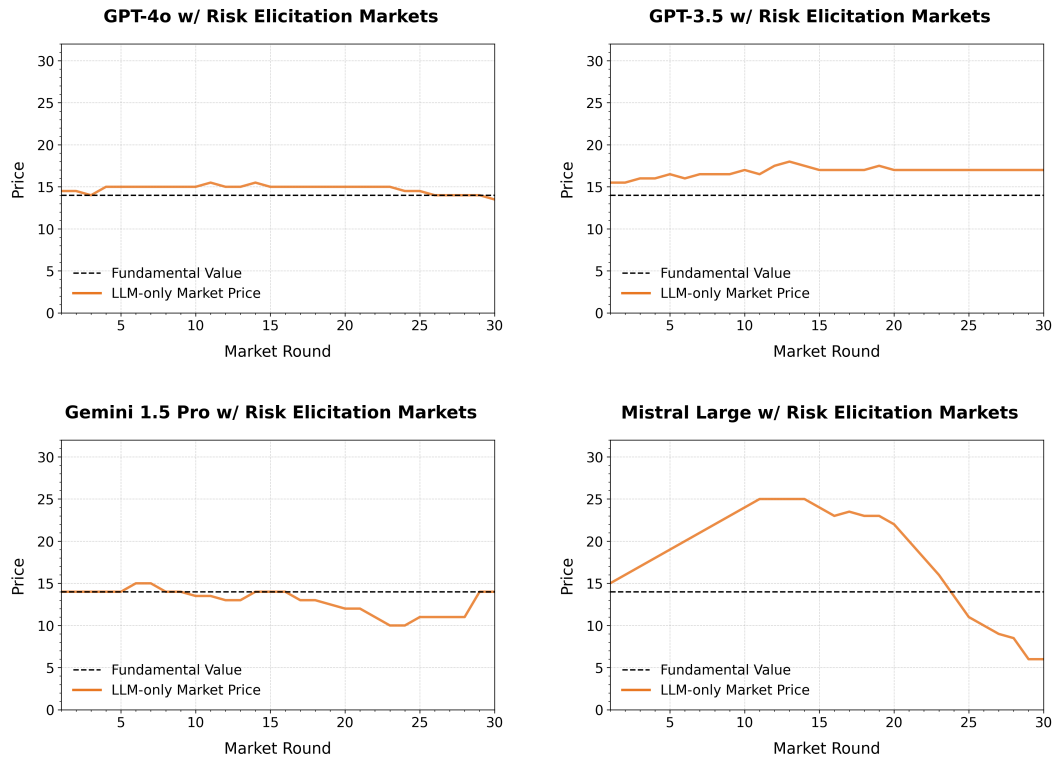 GPT-4o w/ Risk Elicitation Markets
Price
30
25
20
15
10
5
0
Fundamental Value
LLM-only Market Price
5 10 15 20 25 30
Market Round
GPT-3.5 w/ Risk Elicitation Markets
Price
30
25
20
15
10
5
0
Fundamental Value
LLM-only Market Price
5 10 15 20 25 30
Market Round
Gemini 1.5 Pro w/ Risk Elicitation Markets
Price
30
25
20
15
10
5
0
Fundamental Value
LLM-only Market Price
5 10 15 20 25 30
Market Round
Mistral Large w/ Risk Elicitation Markets
Price
30
25
20
15
10
5
0
Fundamental Value
LLM-only Market Price
5 10 15 20 25 30
Market Round